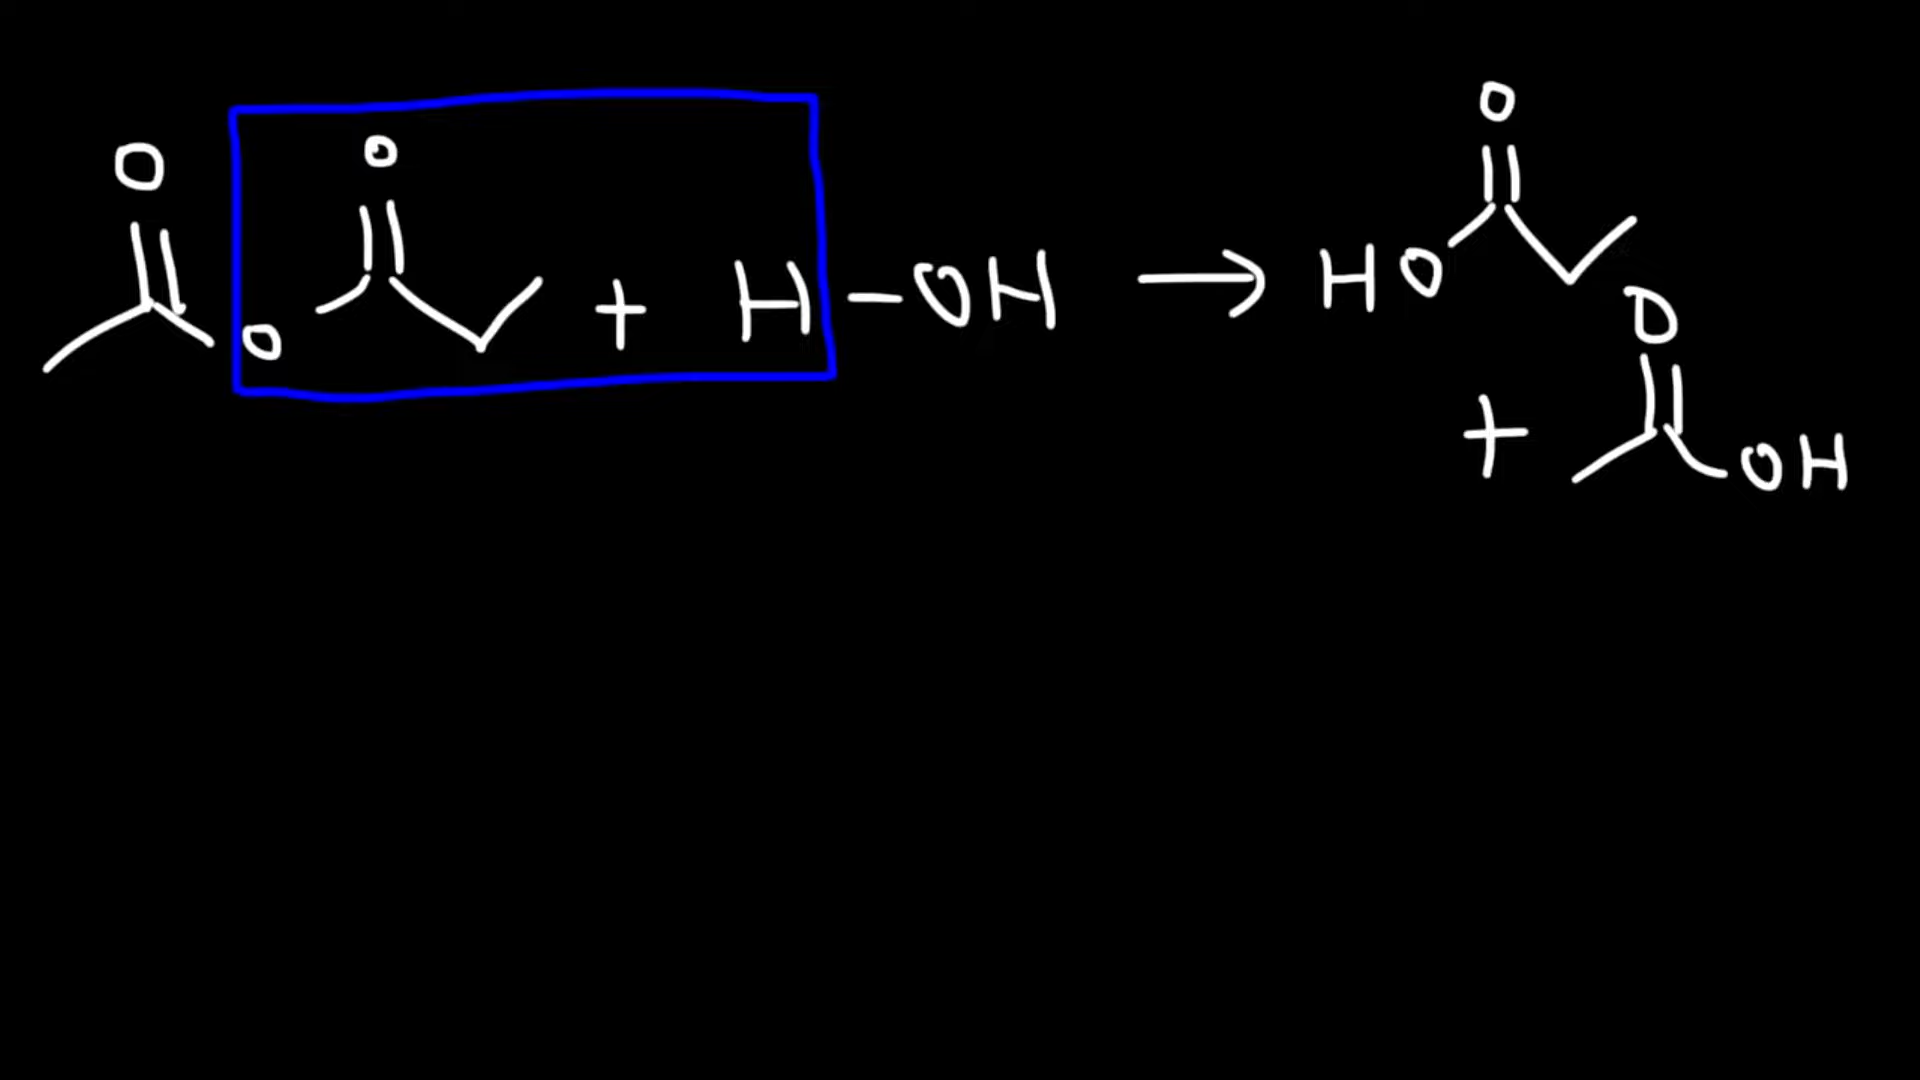 O
O O
O + H-OH → HO
O
+ OH